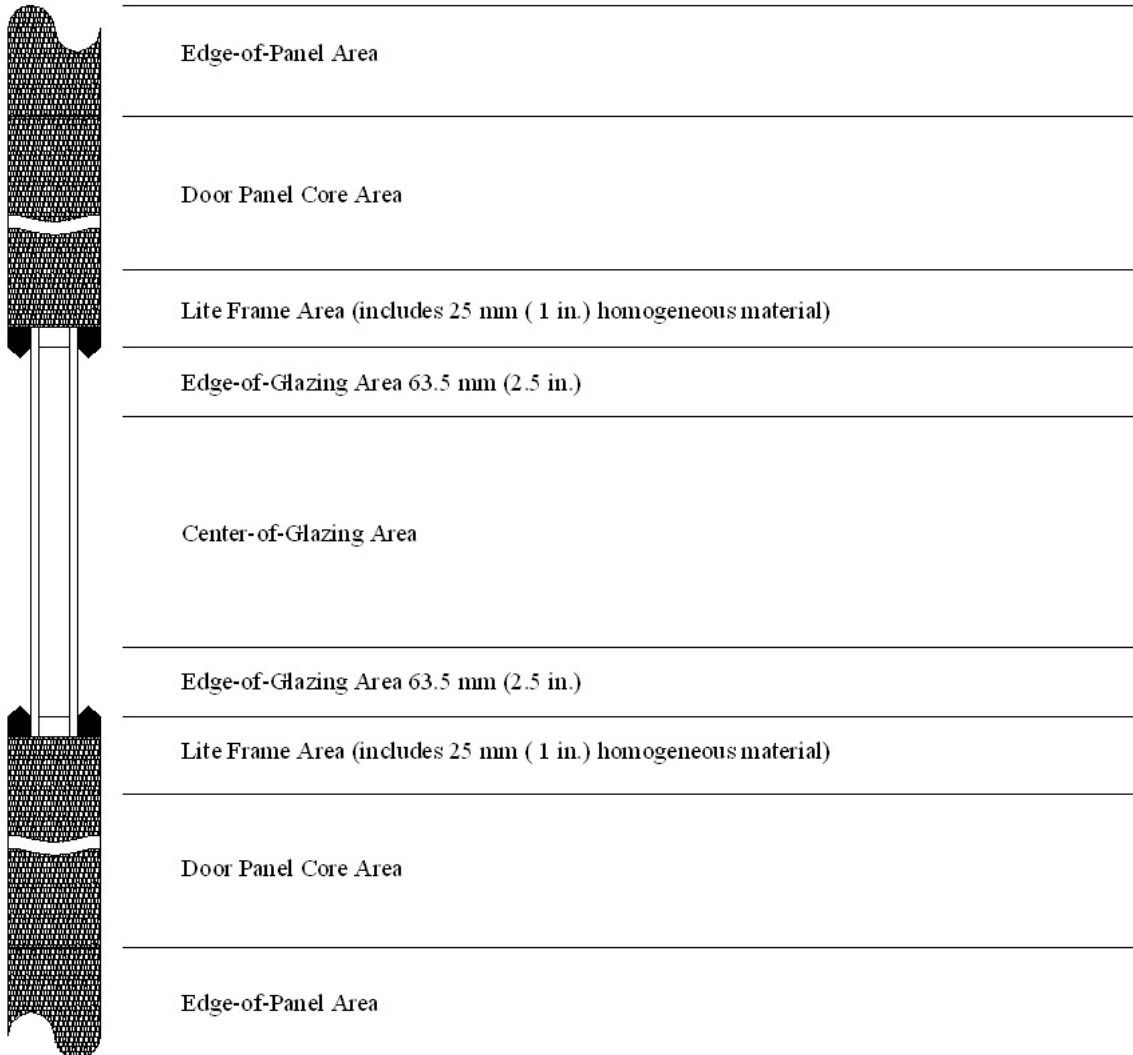 Edge-of-Panel Area
Door Panel Core Area
Lite Frame Area (includes 25 mm ( 1 in.) homogeneous material)
Edge-of-Glazing Area 63.5 mm (2.5 in.)
Center-of-Glazing Area
Edge-of-Glazing Area 63.5 mm (2.5 in.)
Lite Frame Area (includes 25 mm ( 1 in.) homogeneous material)
Door Panel Core Area
Edge-of-Panel Area